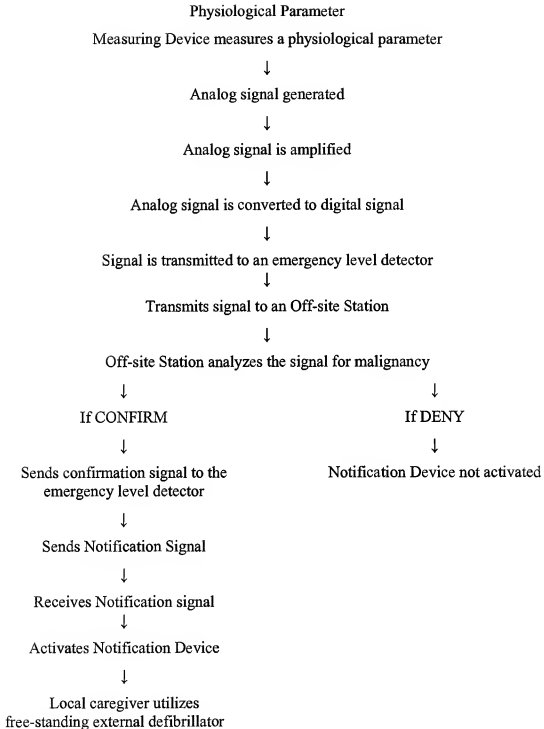 Physiological Parameter
Measuring Device measures a physiological parameter
↓
Analog signal generated
↓
Analog signal is amplified
↓
Analog signal is converted to digital signal
↓
Signal is transmitted to an emergency level detector
↓
Transmits signal to an Off-site Station
↓
Off-site Station analyzes the signal for malignancy
↓ ↓
If CONFIRM If DENY
↓ ↓
Sends confirmation signal to the
emergency level detector
Notification Device not activated
↓
Sends Notification Signal
↓
Receives Notification signal
↓
Activates Notification Device
↓
Local caregiver utilizes
free-standing external defibrillator